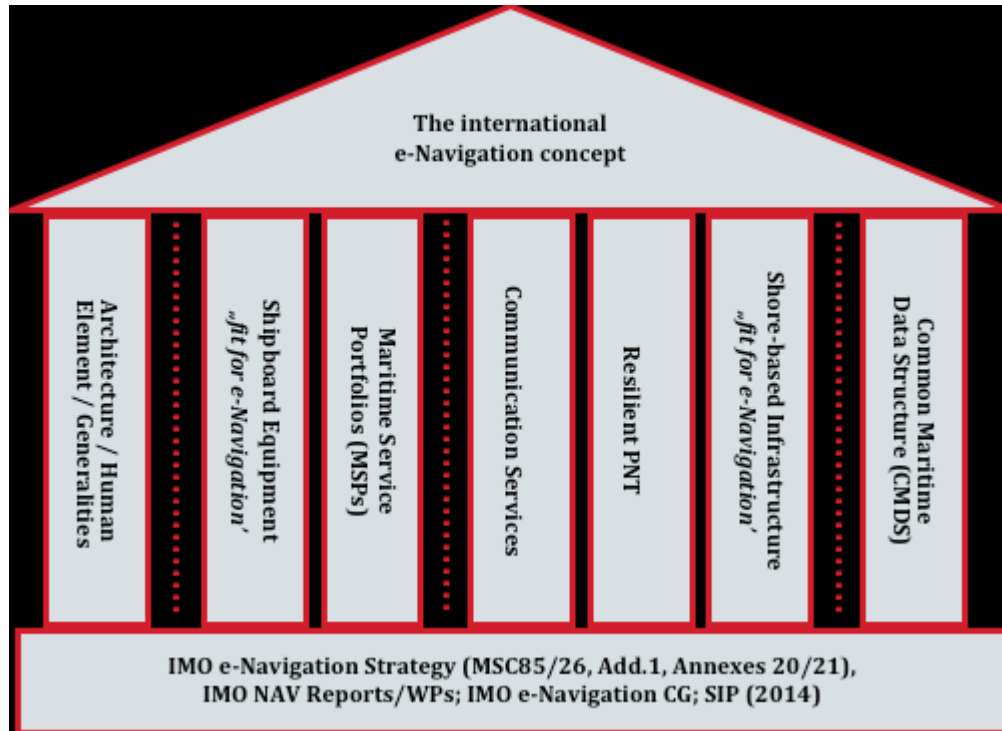 The international
e-Navigation concept
Architecture / Human
Element / Generalities
Shipboard Equipment
„fit for e-Navigation‘
Maritime Service
Portfolios (MSPs)
Communication Services
Resilient PNT
Shore-based Infrastructure
„fit for e-Navigation‘
Common Maritime
Data Structure (CMDS)
IMO e-Navigation Strategy (MSC85/26, Add.1, Annexes 20/21),
IMO NAV Reports/WPs; IMO e-Navigation CG; SIP (2014)